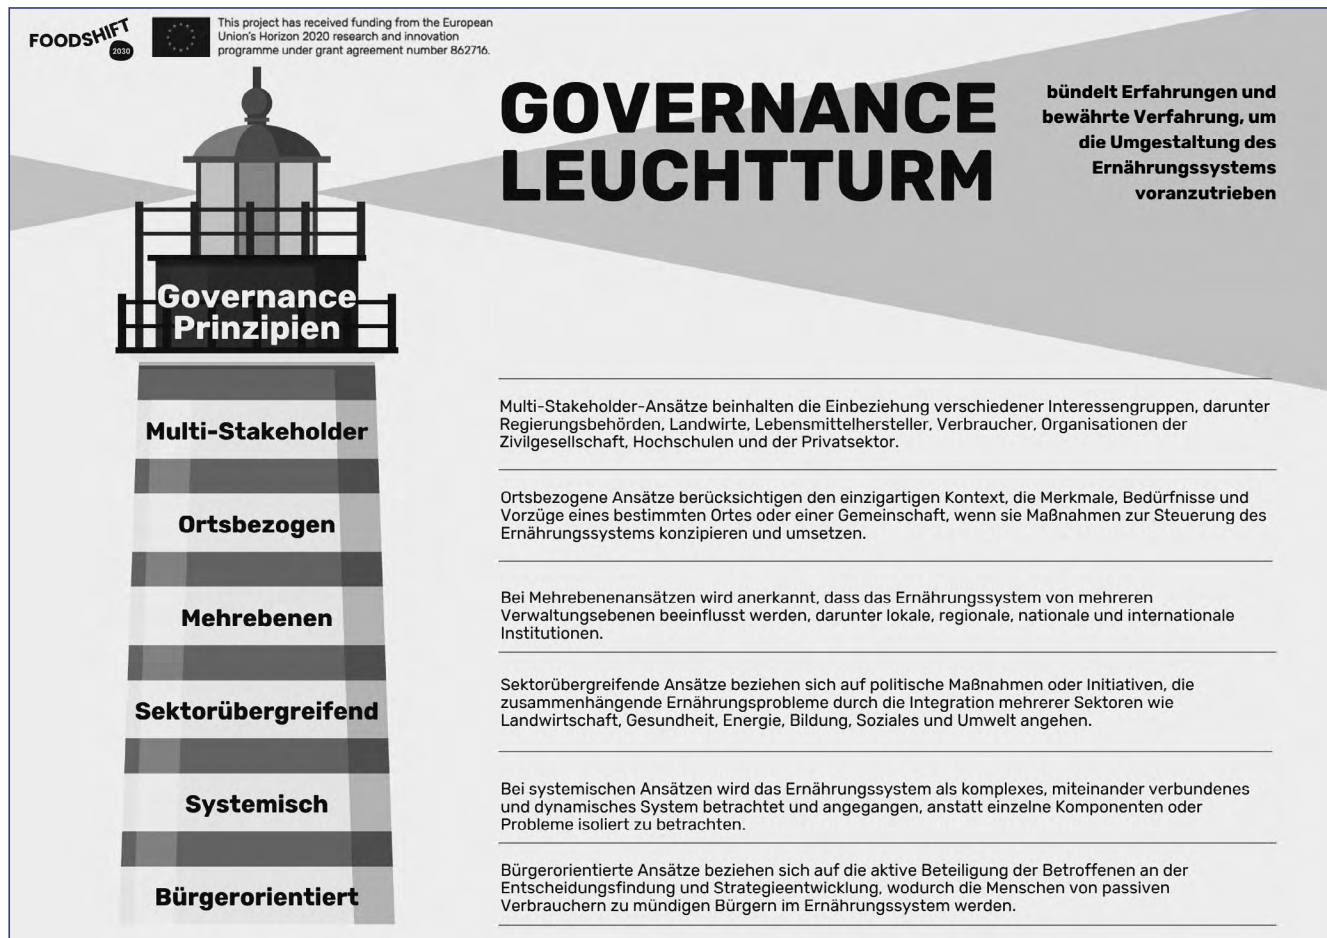 FOODSHIFT
2030
This project has received funding from the European
Union's Horizon 2020 research and innovation
programme under grant agreement number 862716.
GOVERNANCE
LEUCHTTURM
bündelt Erfahrungen und
bewährte Verfahrung, um
die Umgestaltung des
Ernährungssystems
voranzutrieben
Governance
Prinzipien
Multi-Stakeholder
Multi-Stakeholder-Ansätze beinhalten die Einbeziehung verschiedener Interessengruppen, darunter
Regierungsbehörden, Landwirte, Lebensmittelhersteller, Verbraucher, Organisationen der
Zivilgesellschaft, Hochschulen und der Privatsektor.
Ortsbezogen
Ortsbezogene Ansätze berücksichtigen den einzigartigen Kontext, die Merkmale, Bedürfnisse und
Vorzüge eines bestimmten Ortes oder einer Gemeinschaft, wenn sie Maßnahmen zur Steuerung des
Ernährungssystems konzipieren und umsetzen.
Mehrebenen
Bei Mehrebenenansätzen wird anerkannt, dass das Ernährungssystem von mehreren
Verwaltungsebenen beeinflusst werden, darunter lokale, regionale, nationale und internationale
Institutionen.
Sektorübergreifend
Sektorübergreifende Ansätze beziehen sich auf politische Maßnahmen oder Initiativen, die
zusammenhängende Ernährungsprobleme durch die Integration mehrerer Sektoren wie
Landwirtschaft, Gesundheit, Energie, Bildung, Soziales und Umwelt angehen.
Systemisch
Bei systemischen Ansätzen wird das Ernährungssystem als komplexes, miteinander verbundenes
und dynamisches System betrachtet und angegangen, anstatt einzelne Komponenten oder
Probleme isoliert zu betrachten.
Bürgerorientiert
Bürgerorientierte Ansätze beziehen sich auf die aktive Beteiligung der Betroffenen an der
Entscheidungsfindung und Strategieentwicklung, wodurch die Menschen von passiven
Verbrauchern zu mündigen Bürgern im Ernährungssystem werden.